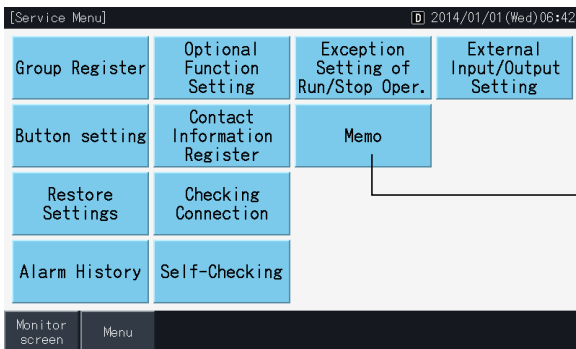 [Service Menu] D 2014/01/01(Wed)06:42
Group Register
Optional
Function
Setting
Exception
Setting of
Run/Stop Oper.
External
Input/Output
Setting
Button setting
Contact
Information
Register
Memo
Restore
Settings
Checking
Connection
Alarm History
Self-Checking
Monitor
screen
Menu